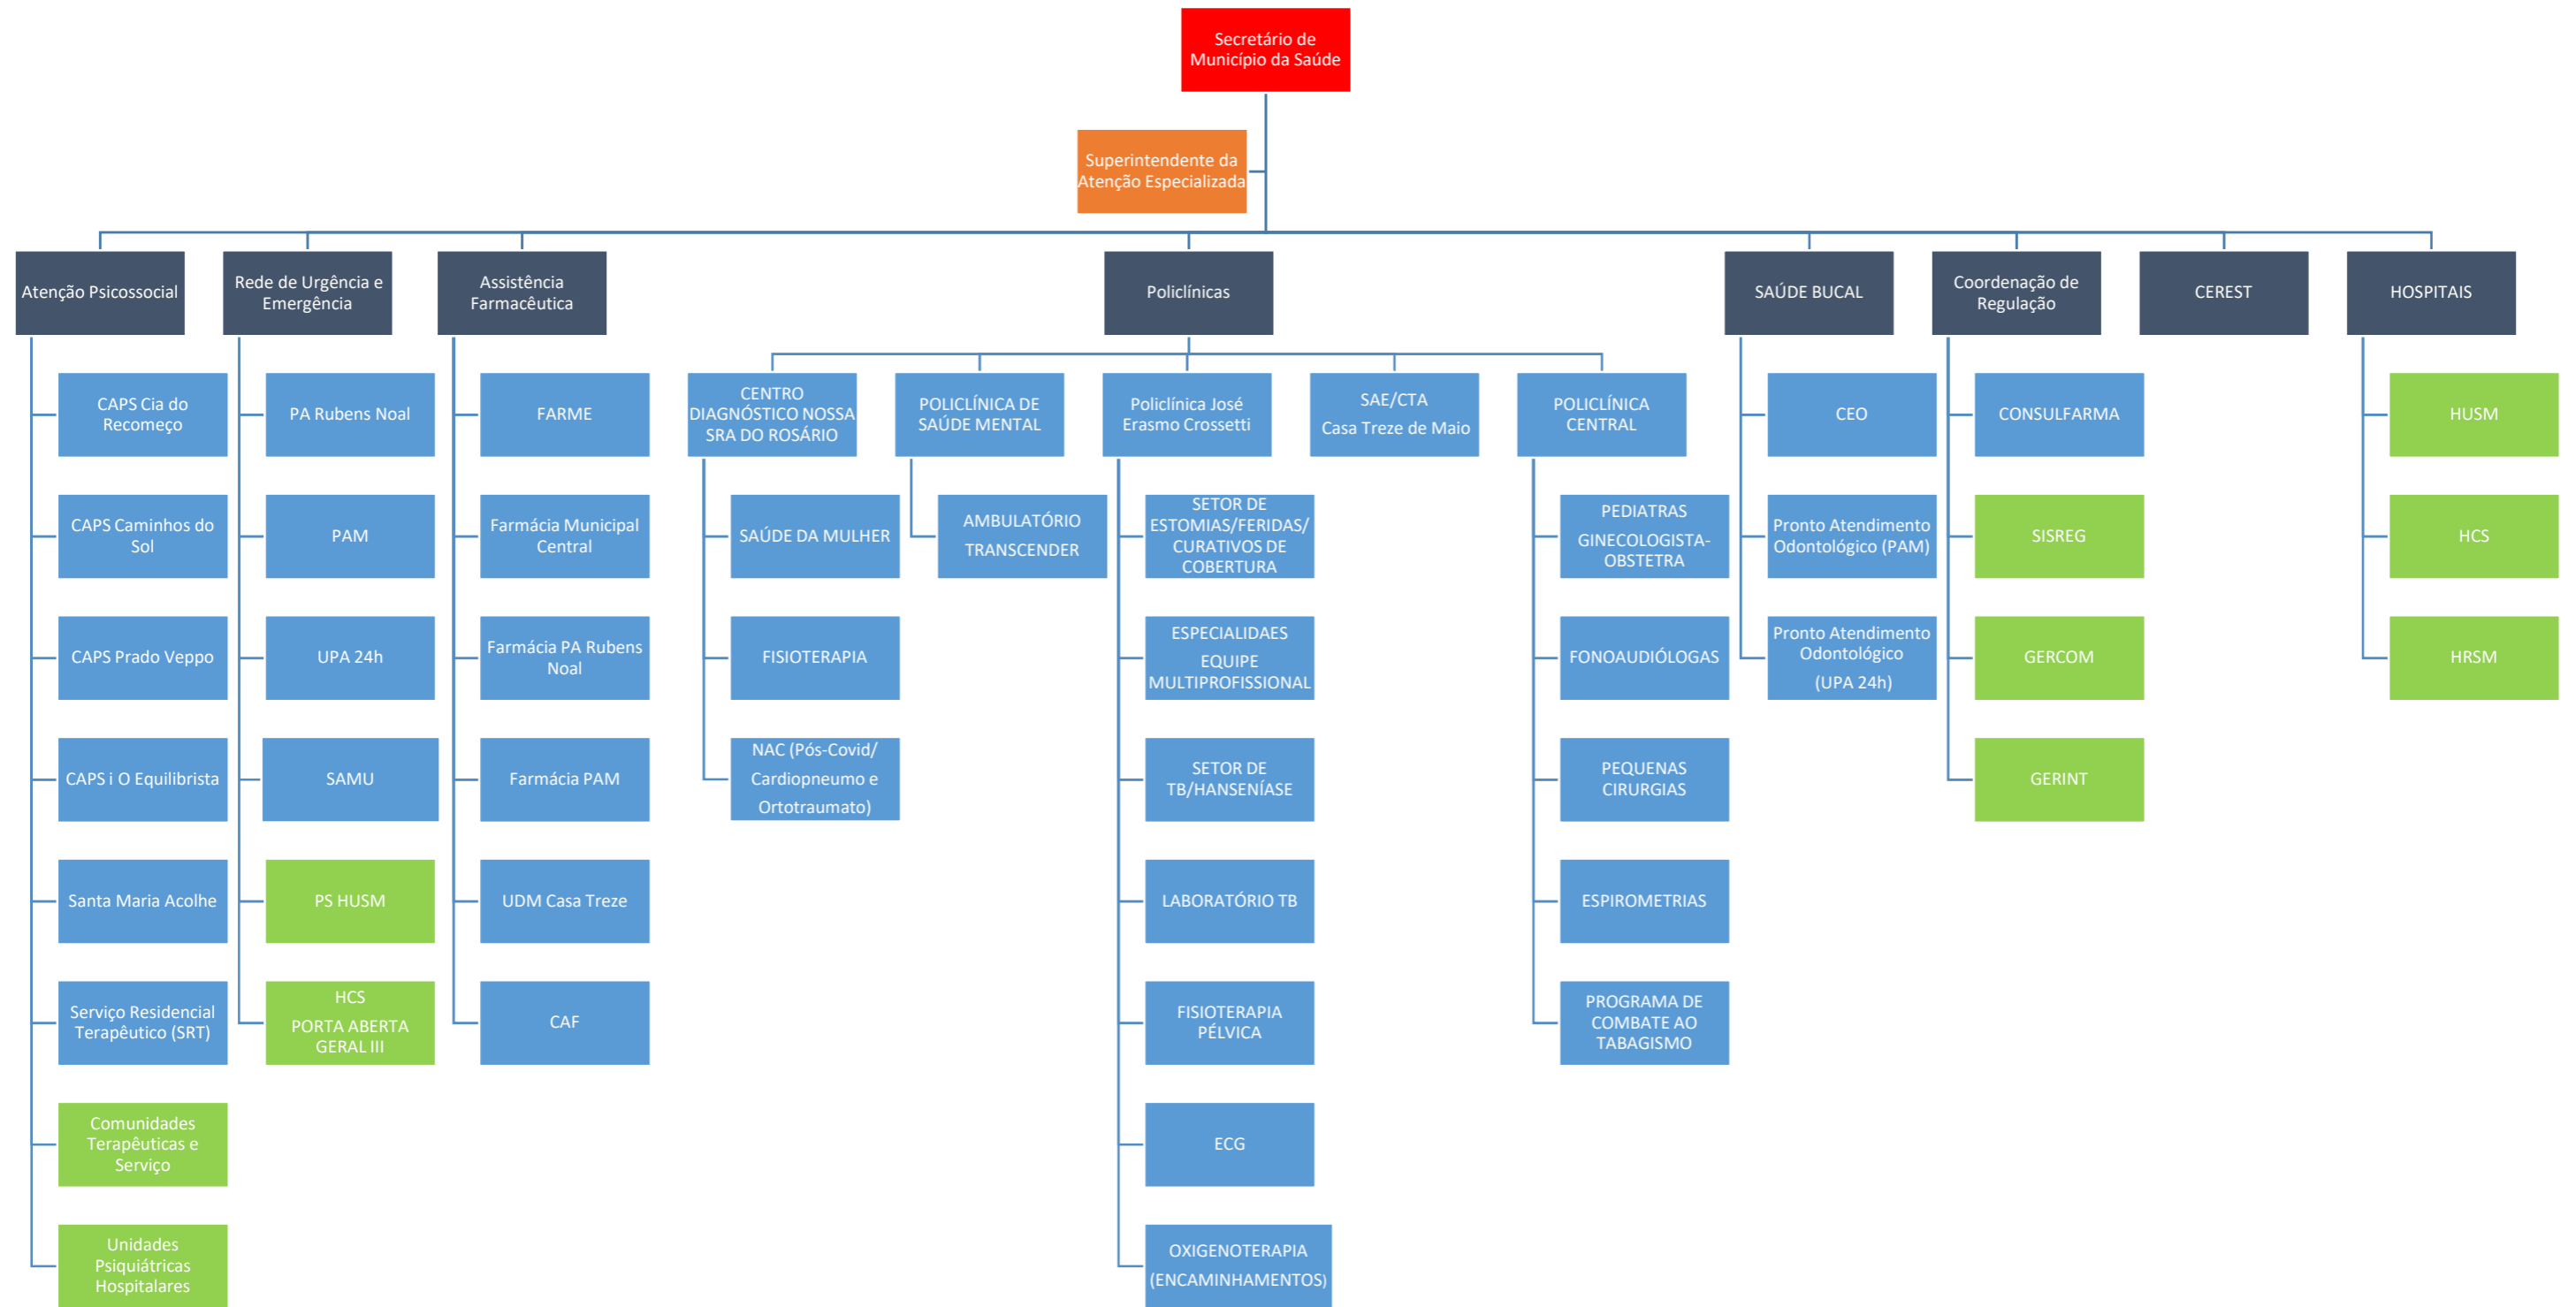 Secretário de
Município da Saúde
Superintendente da
Atenção Especializada
Atenção Psicossocial
CAPS Cia do
Recomeço
CAPS Caminhos do
Sol
CAPS Prado Veppo
CAPS i O Equilibrista
Santa Maria Acolhe
Serviço Residencial
Terapêutico (SRT)
Comunidades
Terapêuticas e
Serviço
Unidades
Psiquiátricas
Hospitalares
Rede de Urgência e
Emergência
PA Rubens Noal
PAM
UPA 24h
SAMU
PS HUSM
HCS
PORTA ABERTA
GERAL III
Assistência
Farmacêutica
FARME
Farmácia Municipal
Central
Farmácia PA Rubens
Noal
Farmácia PAM
UDM Casa Treze
CAF
Policlínicas
CENTRO
DIAGNÓSTICO NOSSA
SRA DO ROSÁRIO
SAÚDE DA MULHER
FISIOTERAPIA
NAC (Pós-Covid/
Cardiopneumo e
Ortotraumato)
POLICLÍNICA DE
SAÚDE MENTAL
AMBULATÓRIO
TRANSCENDER
Policlínica José
Erasmo Crossetti
SETOR DE
ESTOMIAS/FERIDAS/
CURATIVOS DE
COBERTURA
ESPECIALIDAES
EQUIPE
MULTIPROFISSIONAL
SETOR DE
TB/HANSENÍASE
LABORATÓRIO TB
FISIOTERAPIA
PÉLVICA
ECG
OXIGENOTERAPIA
(ENCAMINHAMENTOS)
SAE/CTA
Casa Treze de Maio
POLICLÍNICA
CENTRAL
PEDIATRAS
GINECOLOGISTA-
OBSTETRA
FONOAUDIÓLOGAS
PEQUENAS
CIRURGIAS
ESPIROMETRIAS
PROGRAMA DE
COMBATE AO
TABAGISMO
SAÚDE BUCAL
CEO
Pronto Atendimento
Odontológico (PAM)
Pronto Atendimento
Odontológico
(UPA 24h)
Coordenação de
Regulação
CONSULFARMA
SISREG
GERCOM
GERINT
CEREST
HOSPITAIS
HUSM
HCS
HRSM